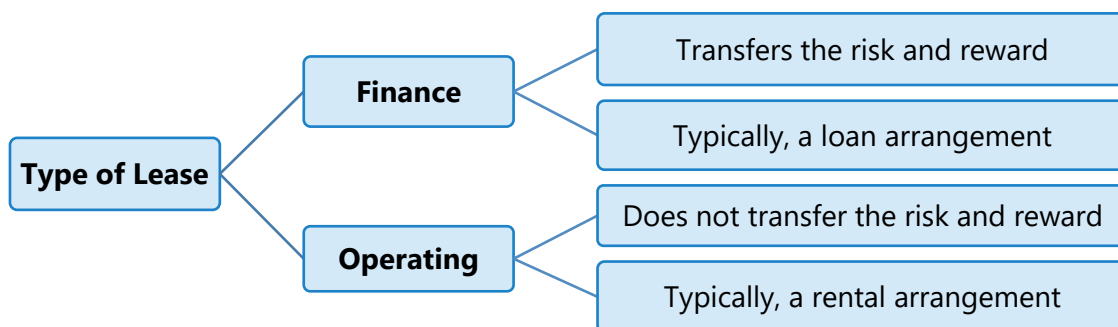 Type of Lease
Finance
Transfers the risk and reward
Typically, a loan arrangement
Operating
Does not transfer the risk and reward
Typically, a rental arrangement